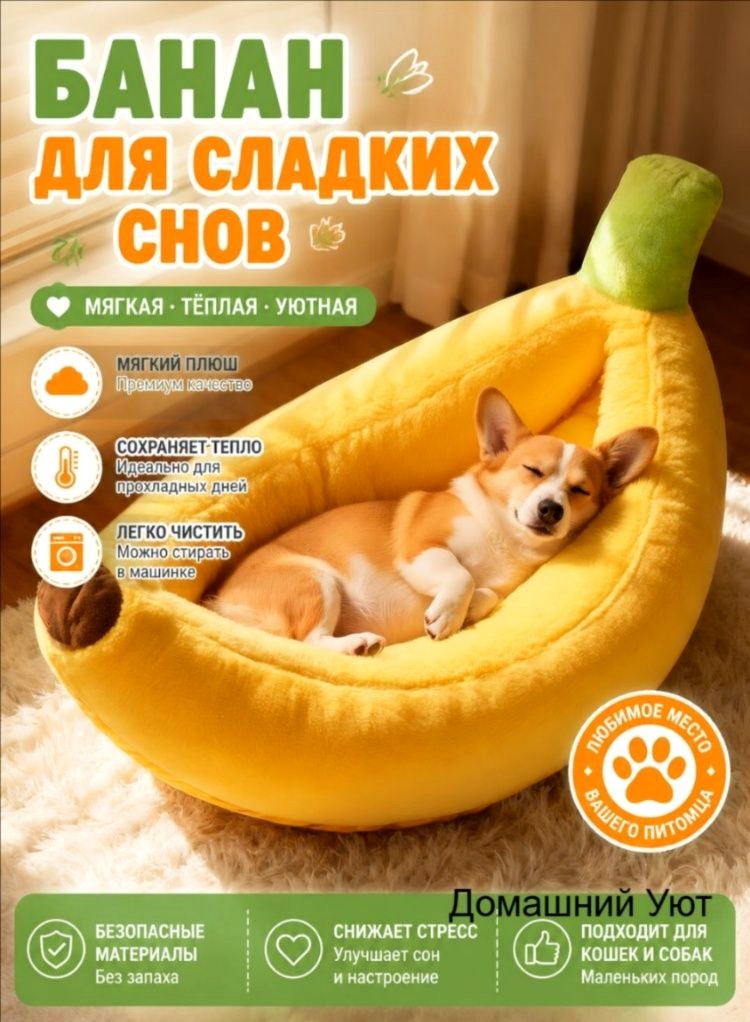 БАНАН
ДЛЯ СЛАДКИХ
СНОВ
МЯГКАЯ · ТЁПЛАЯ · УЮТНАЯ
МЯГКИЙ ПЛЮШ
Премиум качество
СОХРАНЯЕТ ТЕПЛО
Идеально для
прохладных дней
ЛЕГКО ЧИСТИТЬ
Можно стирать
в машинке
ЛЮБИМОЕ МЕСТО
ВАШЕГО ПИТОМЦА
Домашний Уют
БЕЗОПАСНЫЕ
МАТЕРИАЛЫ
Без запаха
СНИЖАЕТ СТРЕСС
Улучшает сон
и настроение
ПОДХОДИТ ДЛЯ
КОШЕК И СОБАК
Маленьких пород